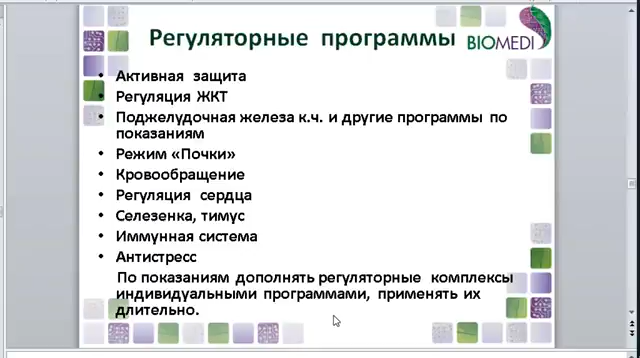 Регуляторные программы
BIOMEDI
• Активная защита
• Регуляция ЖКТ
• Поджелудочная железа к.ч. и другие программы по
показаниям
• Режим «Почки»
• Кровообращение
• Регуляция сердца
• Селезенка, тимус
• Иммунная система
• Антистресс
По показаниям дополнять регуляторные комплексы
индивидуальными программами, применять их
длительно.